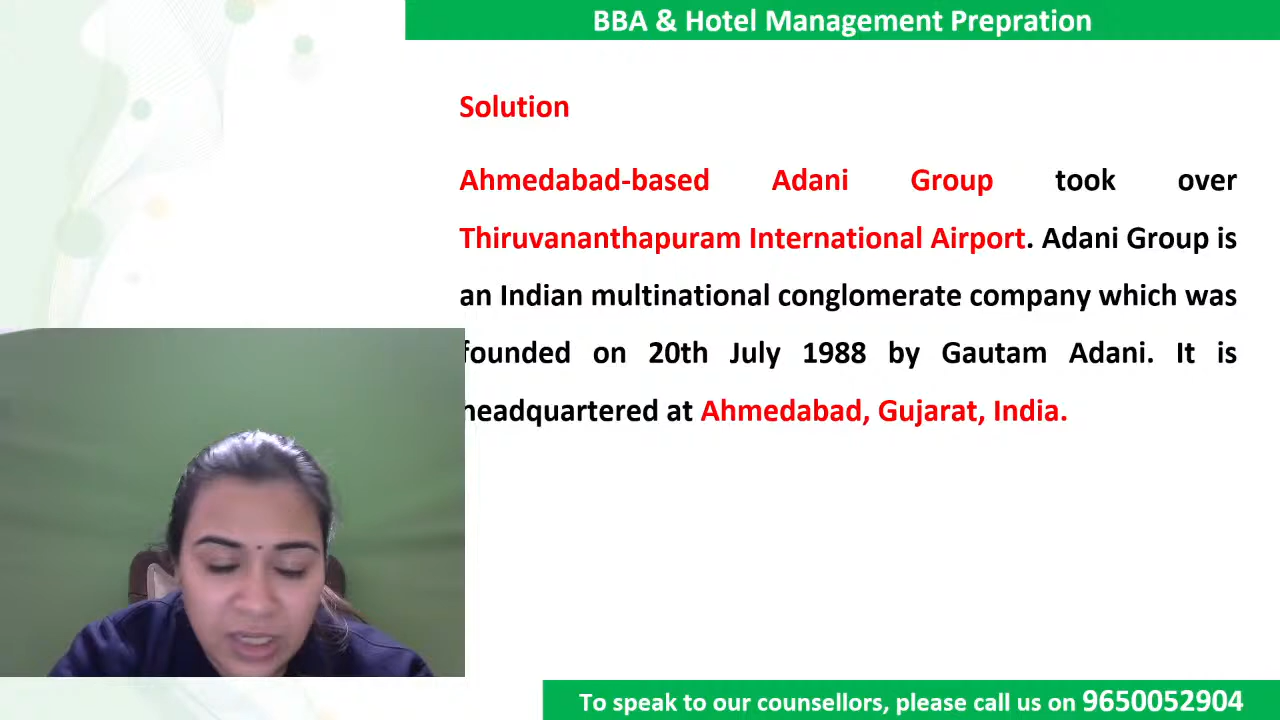 BBA & Hotel Management Prepration
Solution
Ahmedabad-based Adani Group took over
Thiruvananthapuram International Airport. Adani Group is
an Indian multinational conglomerate company which was
founded on 20th July 1988 by Gautam Adani. It is
headquartered at Ahmedabad, Gujarat, India.
To speak to our counsellors, please call us on 9650052904